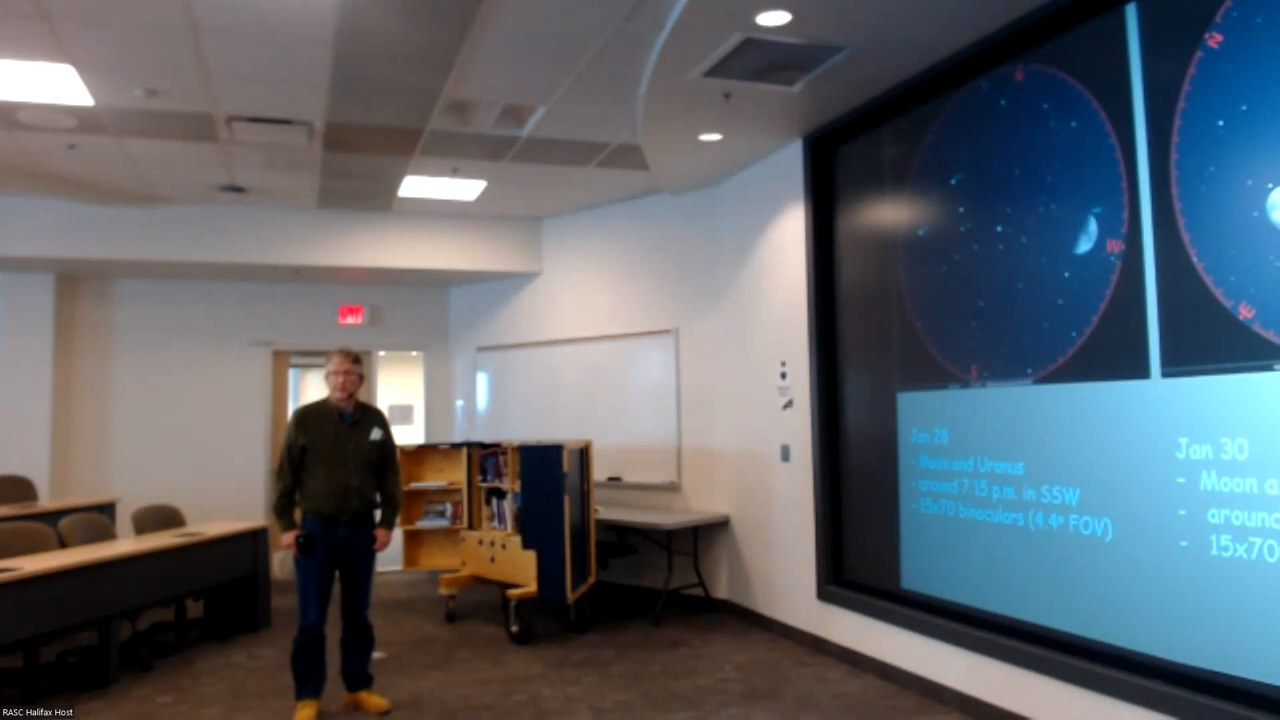 EXIT
N
W
Jan 28
- Moon and Uranus
- around 7.15 p.m. in SSW
- 15x70 binoculars (4.4° FOV)
Jan 30
- Moon a
- around
- 15x70
RASC Halifax Host